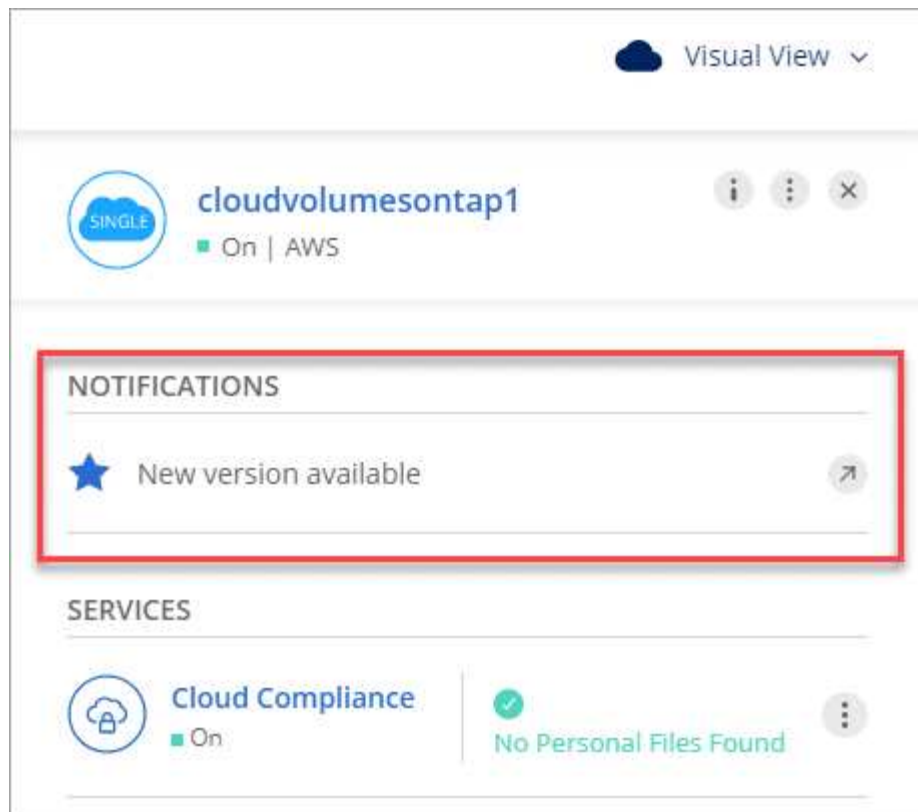 Visual View
SINGLE
cloudvolumesontap1
On | AWS
NOTIFICATIONS
New version available
SERVICES
Cloud Compliance
On
No Personal Files Found